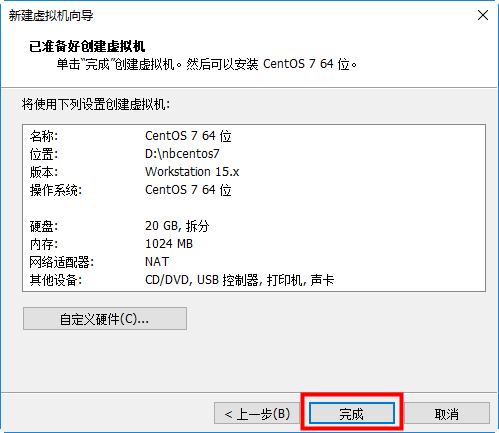 新建虚拟机向导
已准备好创建虚拟机
单击“完成”创建虚拟机。然后可以安装 CentOS 7 64 位。
将使用下列设置创建虚拟机:
名称: CentOS 7 64 位
位置: D:\nbcentos7
版本: Workstation 15.x
操作系统: CentOS 7 64 位
硬盘: 20 GB, 拆分
内存: 1024 MB
网络适配器: NAT
其他设备: CD/DVD, USB 控制器, 打印机, 声卡
自定义硬件(C)...
< 上一步(B) 完成 取消